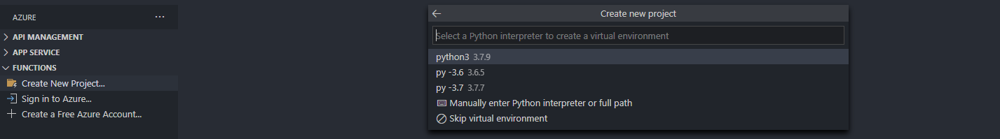 AZURE
...
API MANAGEMENT
APP SERVICE
FUNCTIONS
Create New Project...
Sign in to Azure...
Create a Free Azure Account...
Create new project
Select a Python interpreter to create a virtual environment
python3 3.7.9
py -3.6 3.6.5
py -3.7 3.7.7
Manually enter Python interpreter or full path
Skip virtual environment